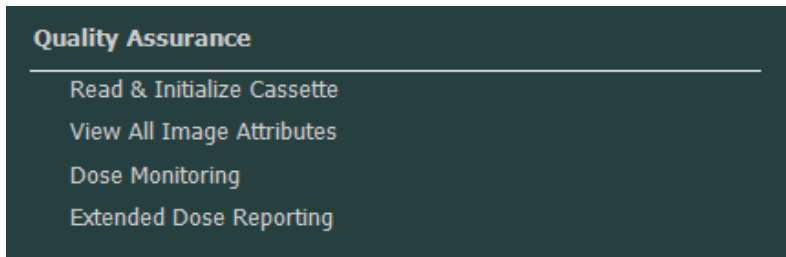 Quality Assurance
Read & Initialize Cassette
View All Image Attributes
Dose Monitoring
Extended Dose Reporting